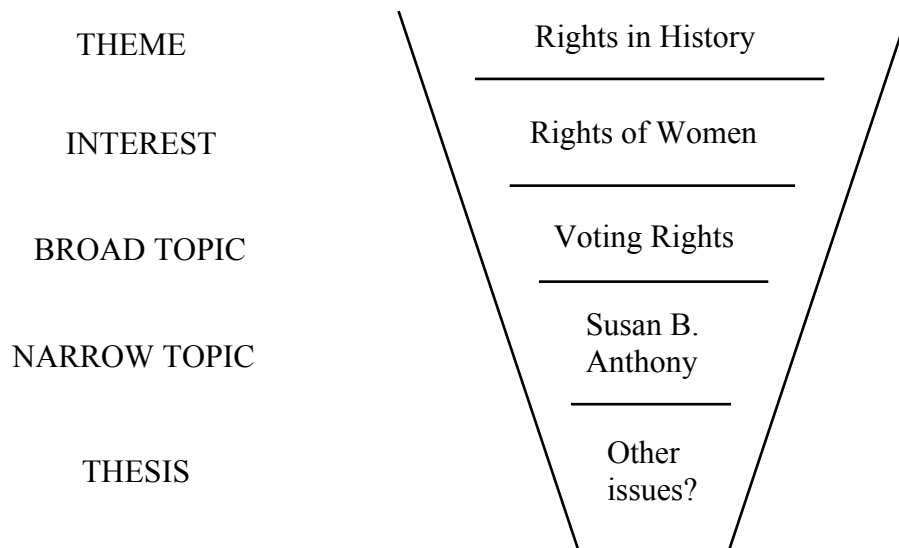 THEME
Rights in History
INTEREST
Rights of Women
BROAD TOPIC
Voting Rights
NARROW TOPIC
Susan B.
Anthony
THESIS
Other
issues?